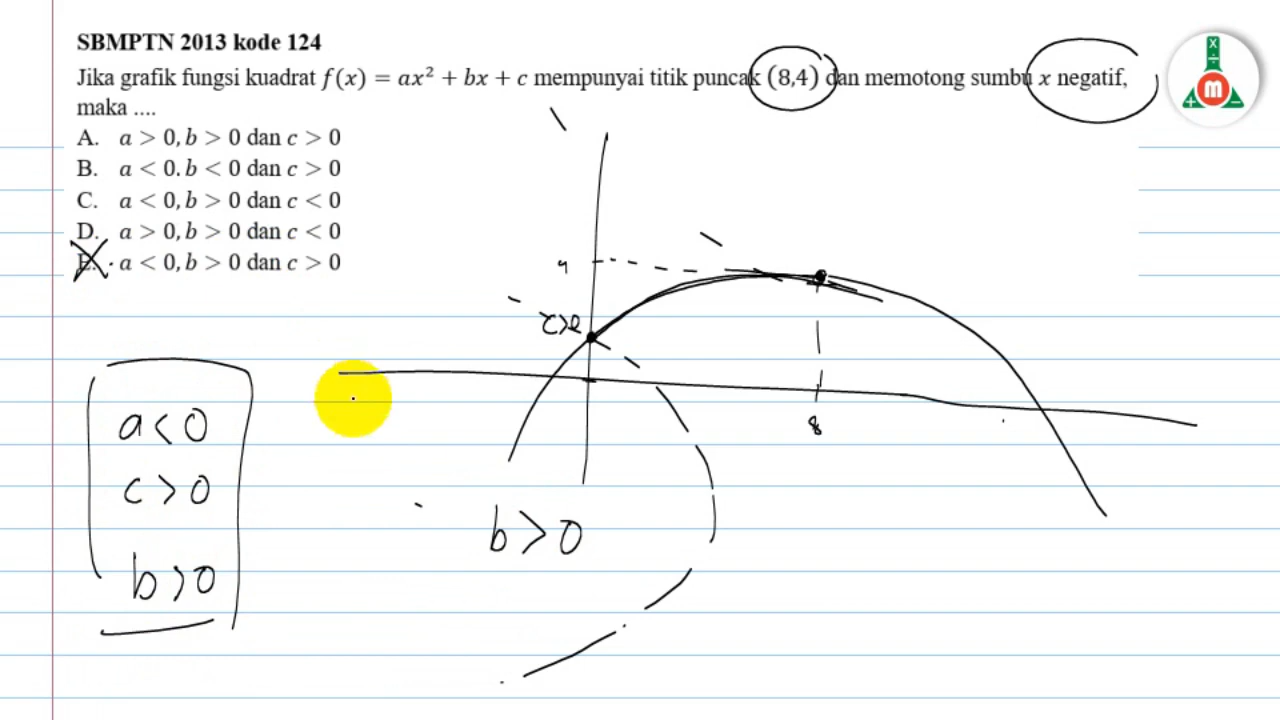 SBMPTN 2013 kode 124
Jika grafik fungsi kuadrat f(x) = ax² + bx + c mempunyai titik puncak (8,4) dan memotong sumbu x negatif,
maka ....
A. a > 0, b > 0 dan c > 0
B. a < 0. b < 0 dan c > 0
C. a < 0, b > 0 dan c < 0
D. a > 0, b > 0 dan c < 0
E. a < 0, b > 0 dan c > 0
4
c>0
8
a<0
c>0
b>0
b>0
m